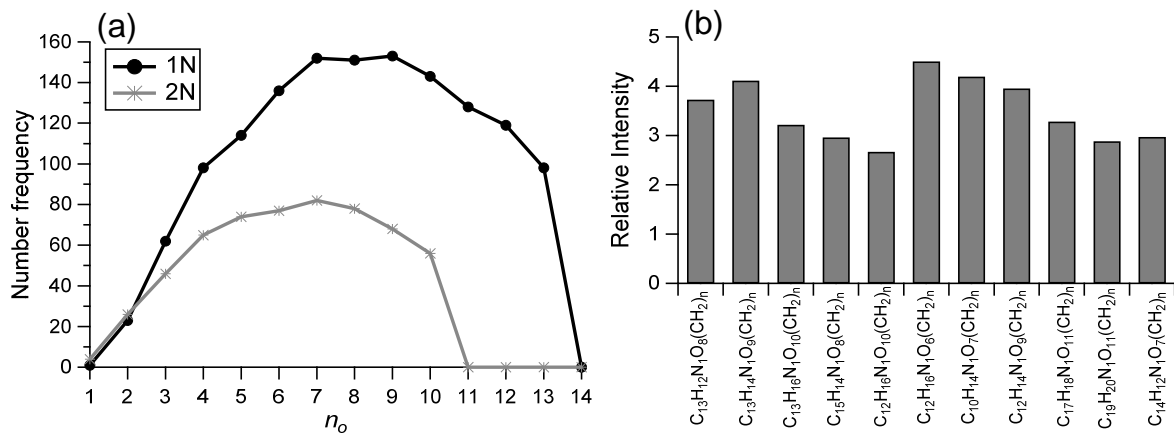 (a)
160
140
120
100
80
60
40
20
0
Number frequency
1N
2N
1 2 3 4 5 6 7 8 9 10 11 12 13 14
n_o
(b)
5
4
3
2
1
0
Relative Intensity
C₁₃H₁₂N₁O₈(CH₂)ₙ
C₁₃H₁₄N₁O₉(CH₂)ₙ
C₁₃H₁₆N₁O₁₀(CH₂)ₙ
C₁₅H₁₄N₁O₈(CH₂)ₙ
C₁₂H₁₆N₁O₁₀(CH₂)ₙ
C₁₂H₁₆N₁O₆(CH₂)ₙ
C₁₀H₁₄N₁O₇(CH₂)ₙ
C₁₂H₁₄N₁O₉(CH₂)ₙ
C₁₇H₁₈N₁O₁₁(CH₂)ₙ
C₁₉H₂₀N₁O₁₁(CH₂)ₙ
C₁₄H₁₂N₁O₇(CH₂)ₙ